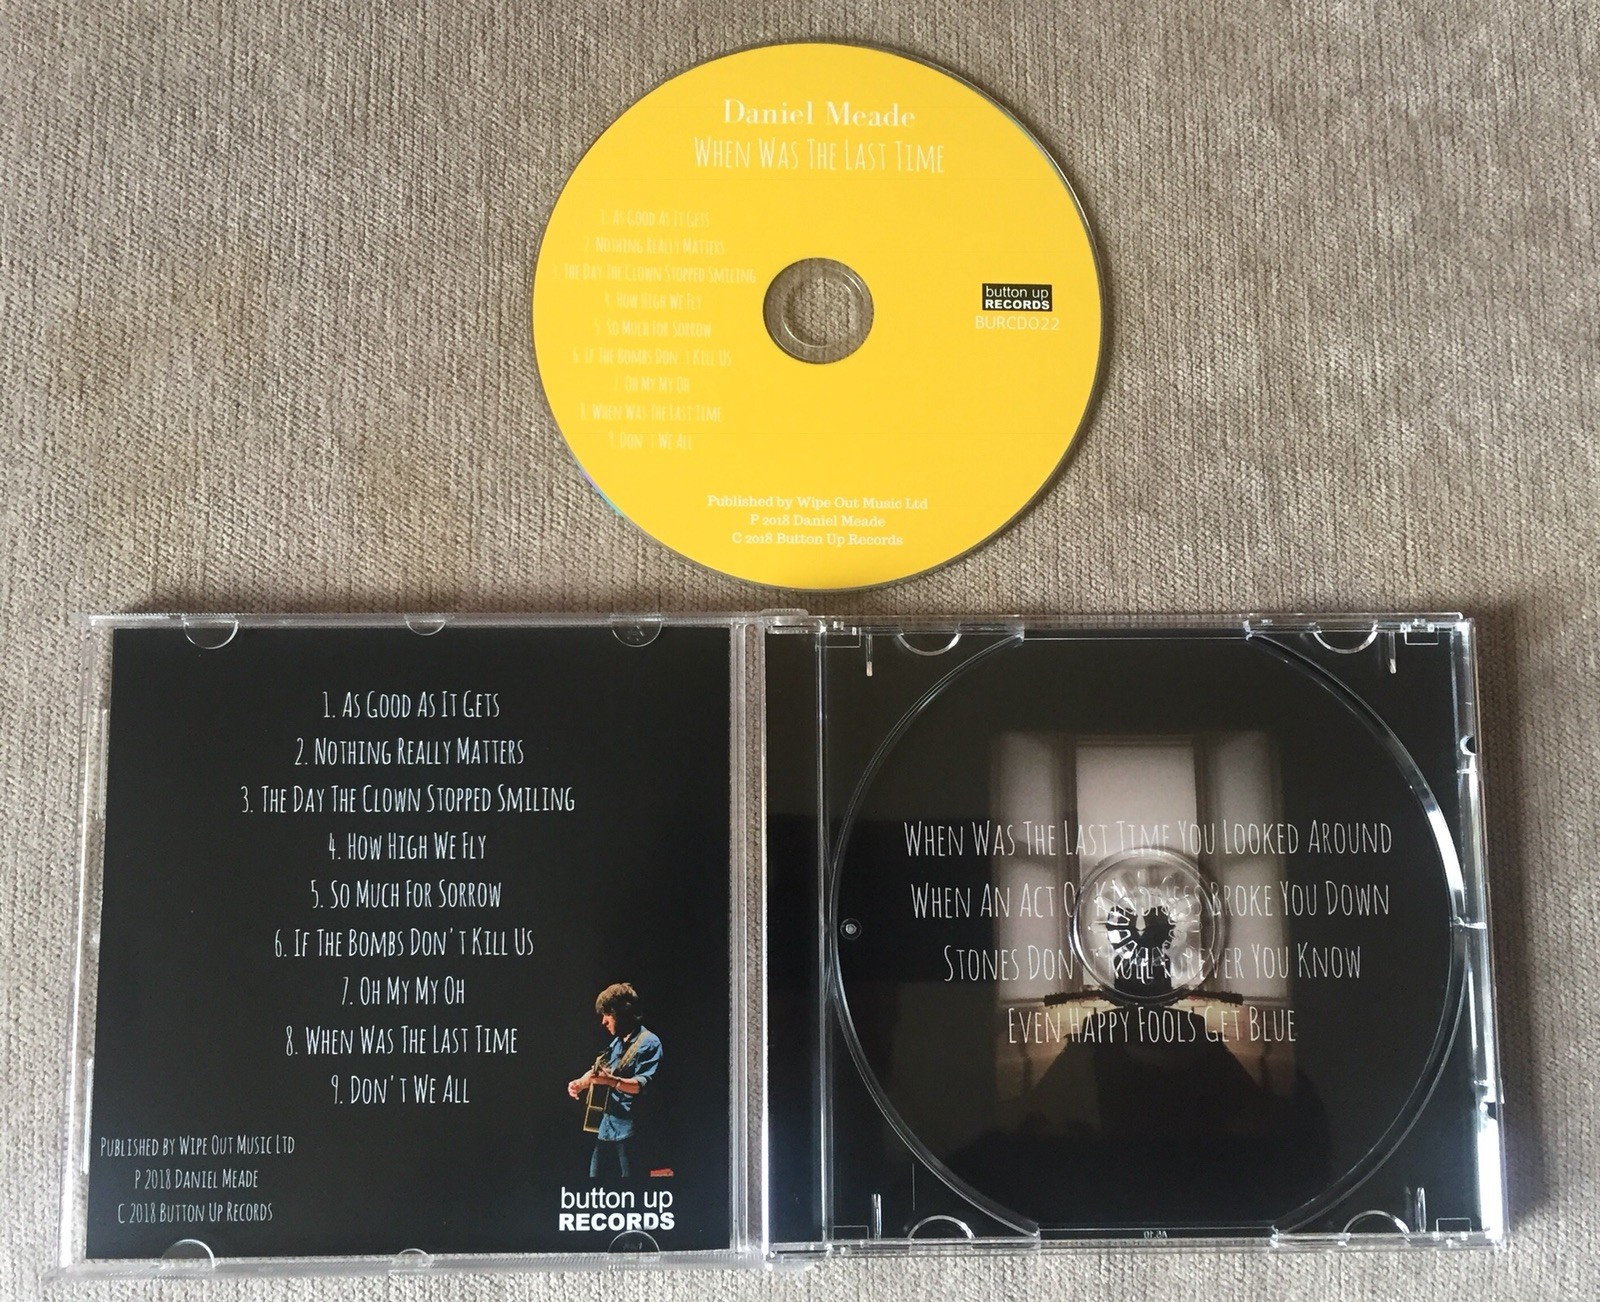 Daniel Meade
WHEN WAS THE LAST TIME
1. AS GOOD AS IT GETS
2. NOTHING REALLY MATTERS
3. THE DAY THE CLOWN STOPPED SMILING
4. HOW HIGH WE FLY
5. SO MUCH FOR SORROW
6. IF THE BOMBS DON'T KILL US
7. OH MY MY OH
8. WHEN WAS THE LAST TIME
9. DON'T WE ALL
button up
RECORDS
BURCD022
Published by Wipe Out Music Ltd
P 2018 Daniel Meade
C 2018 Button Up Records
1. AS GOOD AS IT GETS
2. NOTHING REALLY MATTERS
3. THE DAY THE CLOWN STOPPED SMILING
4. HOW HIGH WE FLY
5. SO MUCH FOR SORROW
6. IF THE BOMBS DON'T KILL US
7. OH MY MY OH
8. WHEN WAS THE LAST TIME
9. DON'T WE ALL
PUBLISHED BY WIPE OUT MUSIC LTD
P 2018 DANIEL MEADE
C 2018 BUTTON UP RECORDS
button up
RECORDS
WHEN WAS THE LAST TIME YOU LOOKED AROUND
WHEN AN ACT OF KINDNESS BROKE YOU DOWN
STONES DON'T ROLL FOREVER YOU KNOW
EVEN HAPPY FOOLS GET BLUE